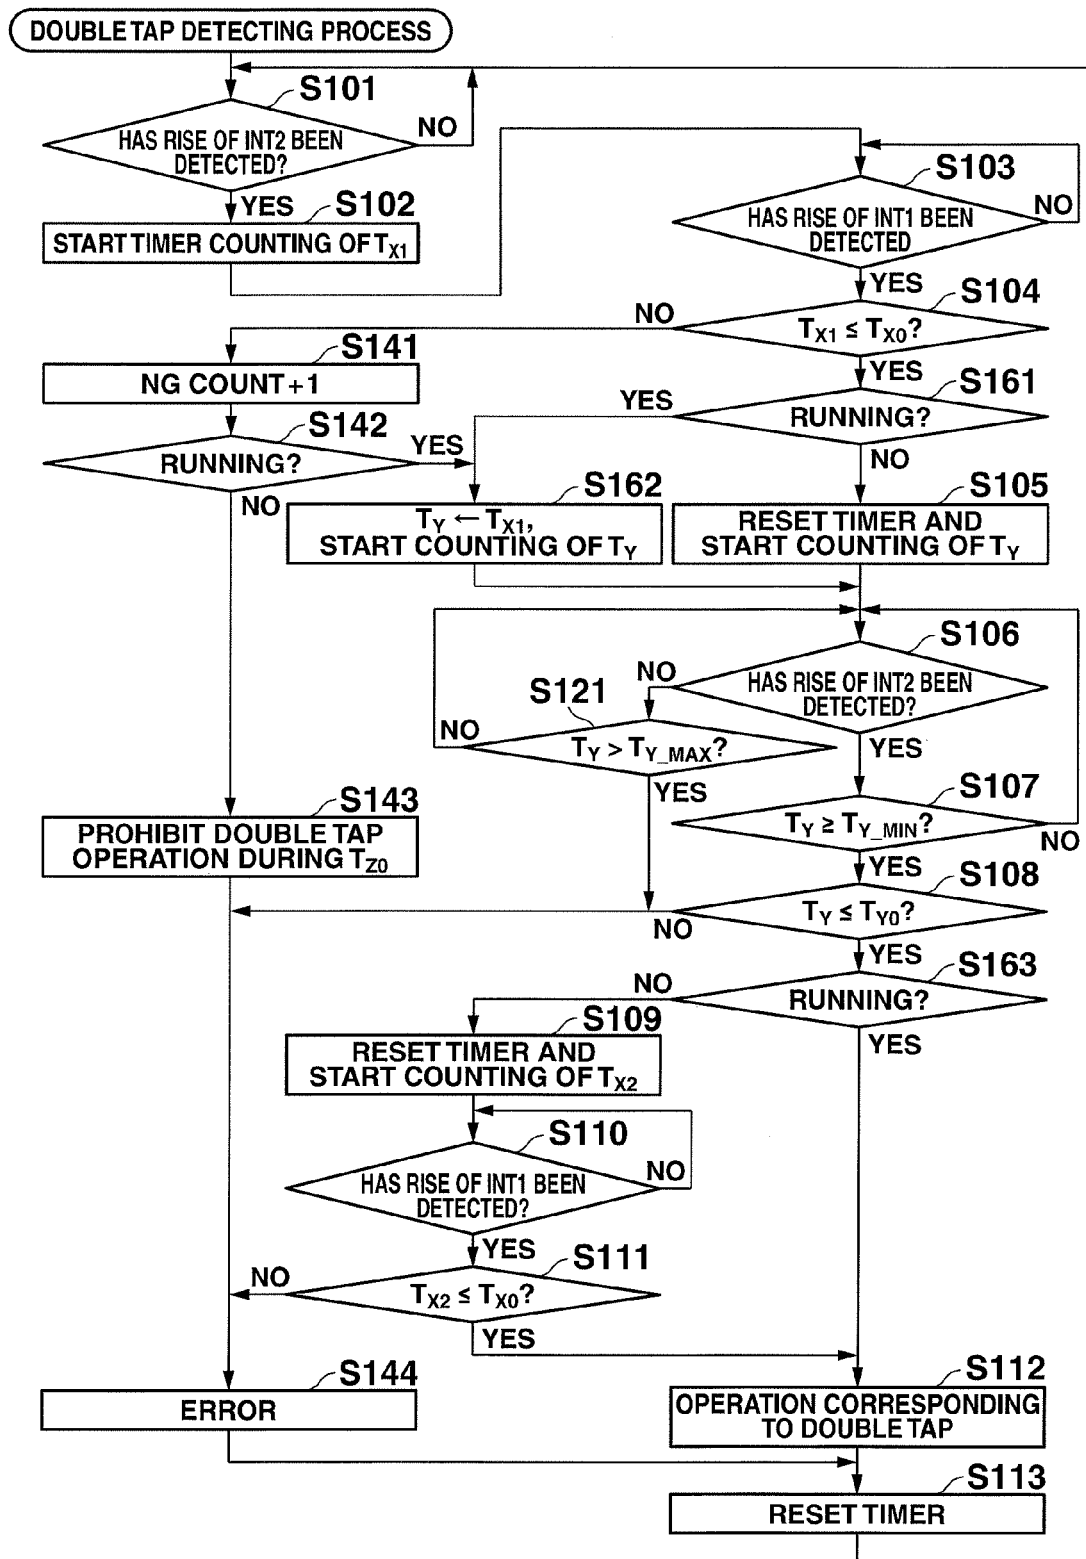 DOUBLE TAP DETECTING PROCESS
S101
HAS RISE OF INT2 BEEN
DETECTED?
NO
YES
S102
START TIMER COUNTING OF TX1
S103
HAS RISE OF INT1 BEEN
DETECTED
NO
YES
S104
TX1 ≤ TX0?
NO
YES
S141
NG COUNT+1
S161
RUNNING?
YES
NO
S142
RUNNING?
YES
NO
S162
TY ← TX1,
START COUNTING OF TY
S105
RESET TIMER AND
START COUNTING OF TY
S106
HAS RISE OF INT2 BEEN
DETECTED?
NO
YES
S121
TY > TY_MAX?
NO
YES
S107
TY ≥ TY_MIN?
NO
YES
S143
PROHIBIT DOUBLE TAP
OPERATION DURING TZ0
S108
TY ≤ TY0?
NO
YES
S163
RUNNING?
NO
YES
S109
RESET TIMER AND
START COUNTING OF TX2
S110
HAS RISE OF INT1 BEEN
DETECTED?
NO
YES
S111
TX2 ≤ TX0?
NO
YES
S144
ERROR
S112
OPERATION CORRESPONDING
TO DOUBLE TAP
S113
RESET TIMER